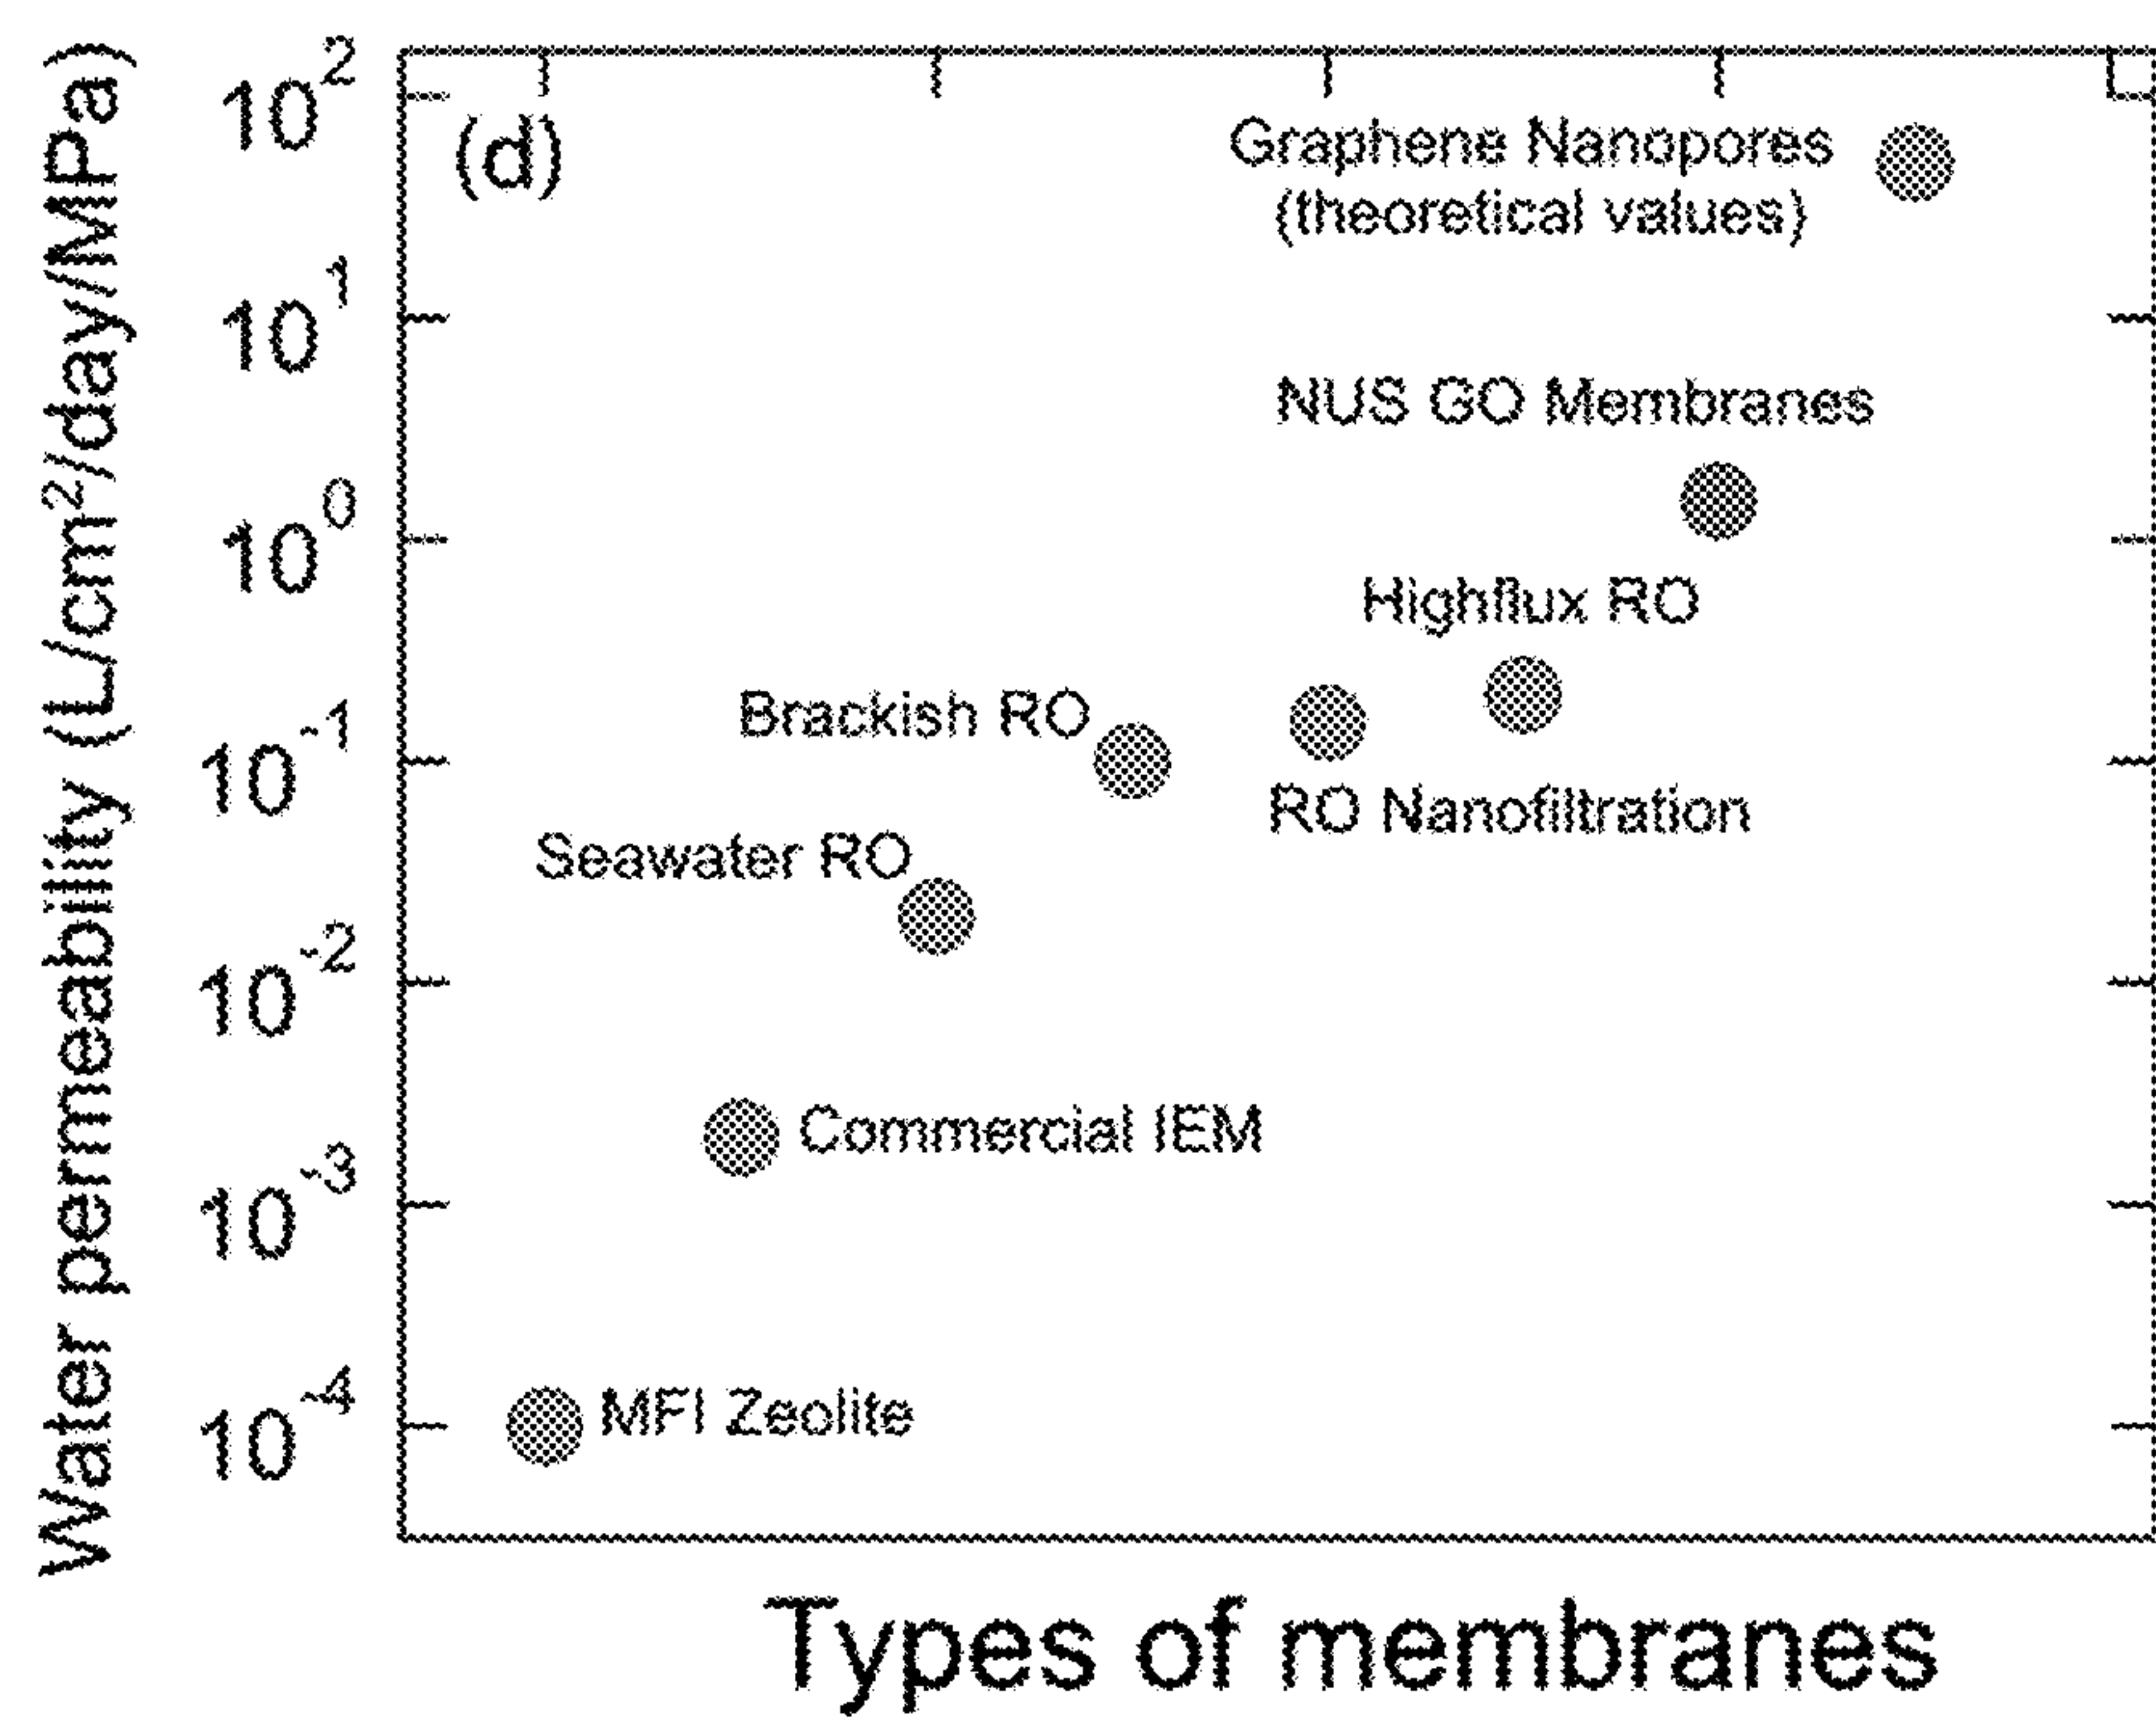 Water permeability (L/cm²/day/MPa)
10²
10¹
10⁰
10⁻¹
10⁻²
10⁻³
10⁻⁴
(d)
Graphene Nanopores
(theoretical values)
NUS GO Membranes
Highflux RO
Brackish RO
RO Nanofiltration
Seawater RO
Commercial IEM
MFI Zeolite
Types of membranes